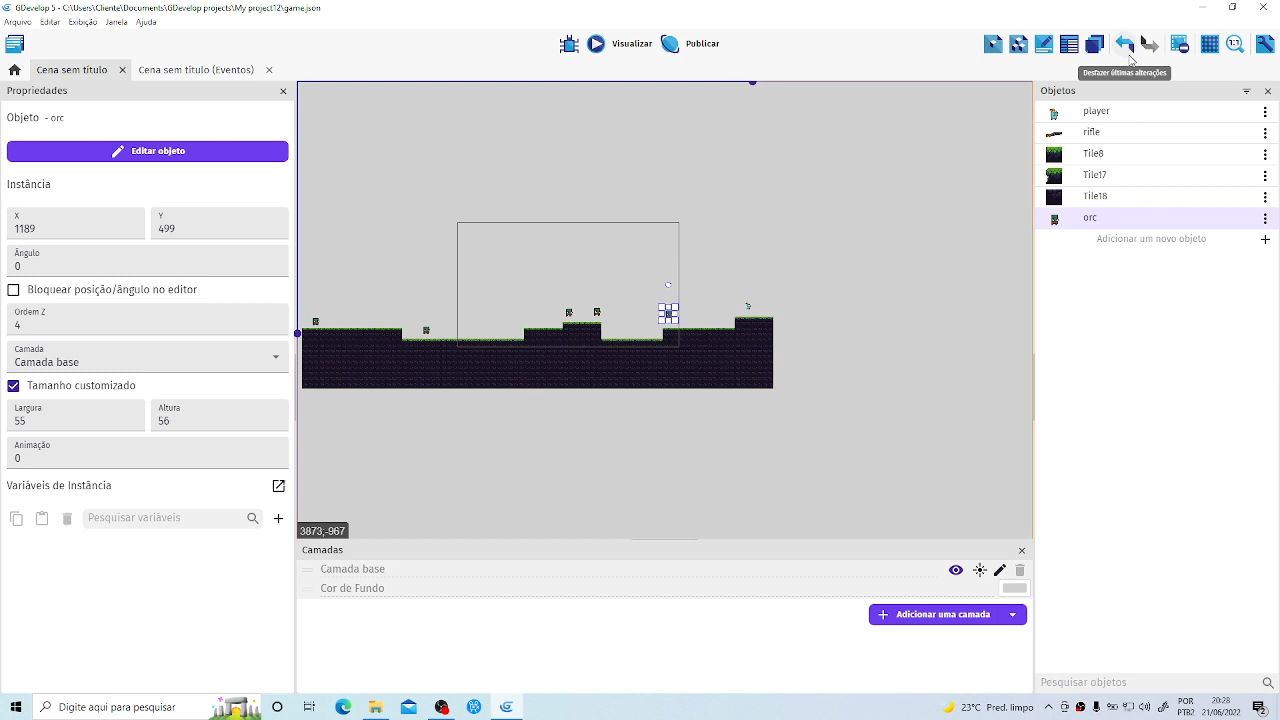 GDevelop 5 - C:\Users\Cliente\Documents\GDevelop projects\My project12\game.json
Arquivo Editar Exibição Janela Ajuda
Visualizar Publicar
Cena sem título
Cena sem título (Eventos)
Desfazer últimas alterações
Propriedades
Objeto - orc
Editar objeto
Instância
X
1189
Y
499
Ângulo
0
Bloquear posição/ângulo no editor
Ordem Z
4
Camada base
Tamanho customizado
Largura
55
Altura
56
Animação
0
Variáveis de Instância
Pesquisar variáveis
3873;-967
Camadas
Camada base
Cor de Fundo
Adicionar uma camada
Objetos
player
rifle
Tile8
Tile17
Tile18
orc
Adicionar um novo objeto
Pesquisar objetos
Digite aqui para pesquisar
23°C Pred. limpo
POR
PTB2
20:28
21/06/2022
2